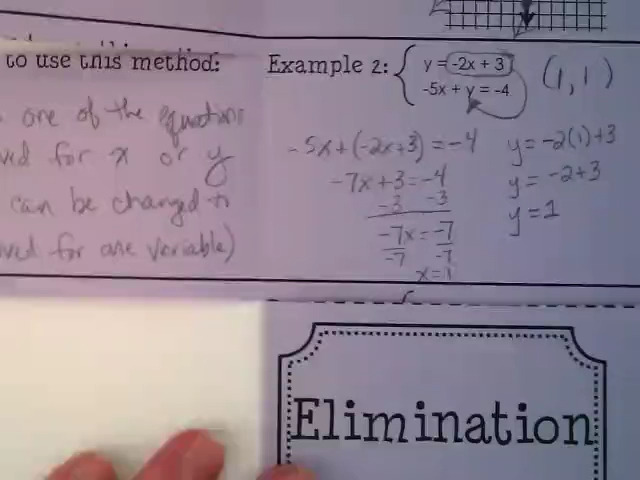 to use this method:
one of the equations
for x or y
can be changed to
for one variable)
Example 2:
y = -2x + 3
-5x + y = -4
(1,1)
-5x+(-2x+3)=-4
-7x+3=-4
-3 -3
-7x=-7
-7 -7
x=1
y=-2(1)+3
y=-2+3
y=1
Elimination